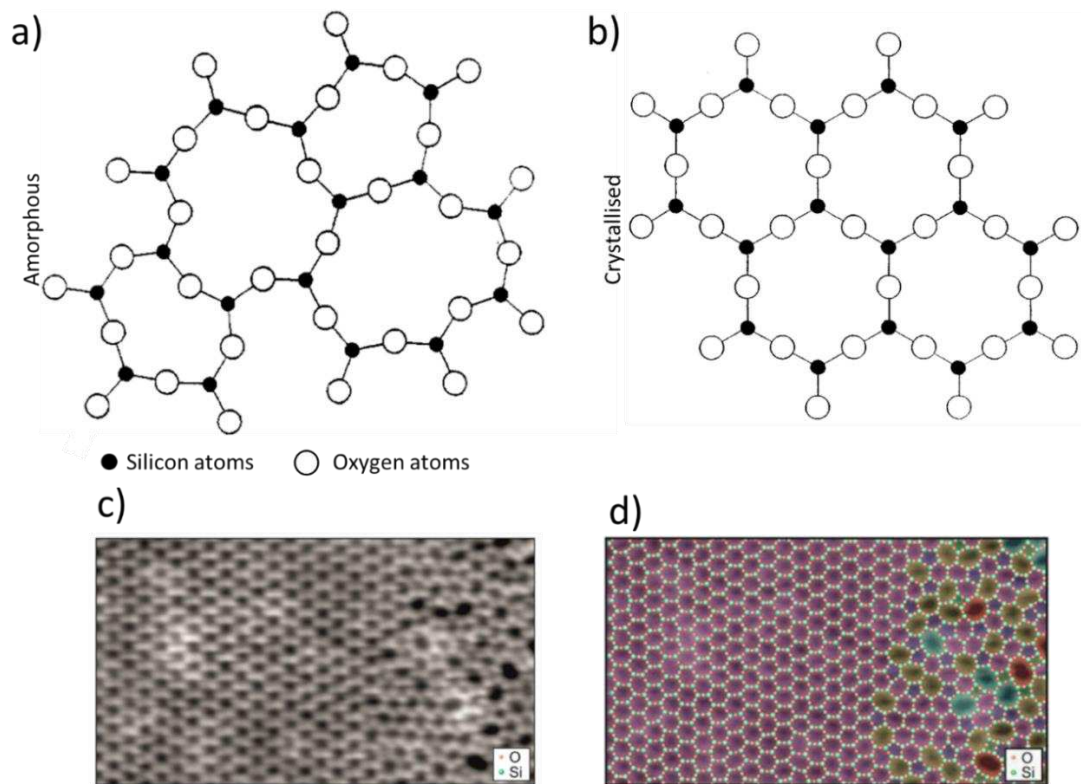 a)
b)
Amorphous
Crystallised
Silicon atoms
Oxygen atoms
c)
d)
O
Si
O
Si